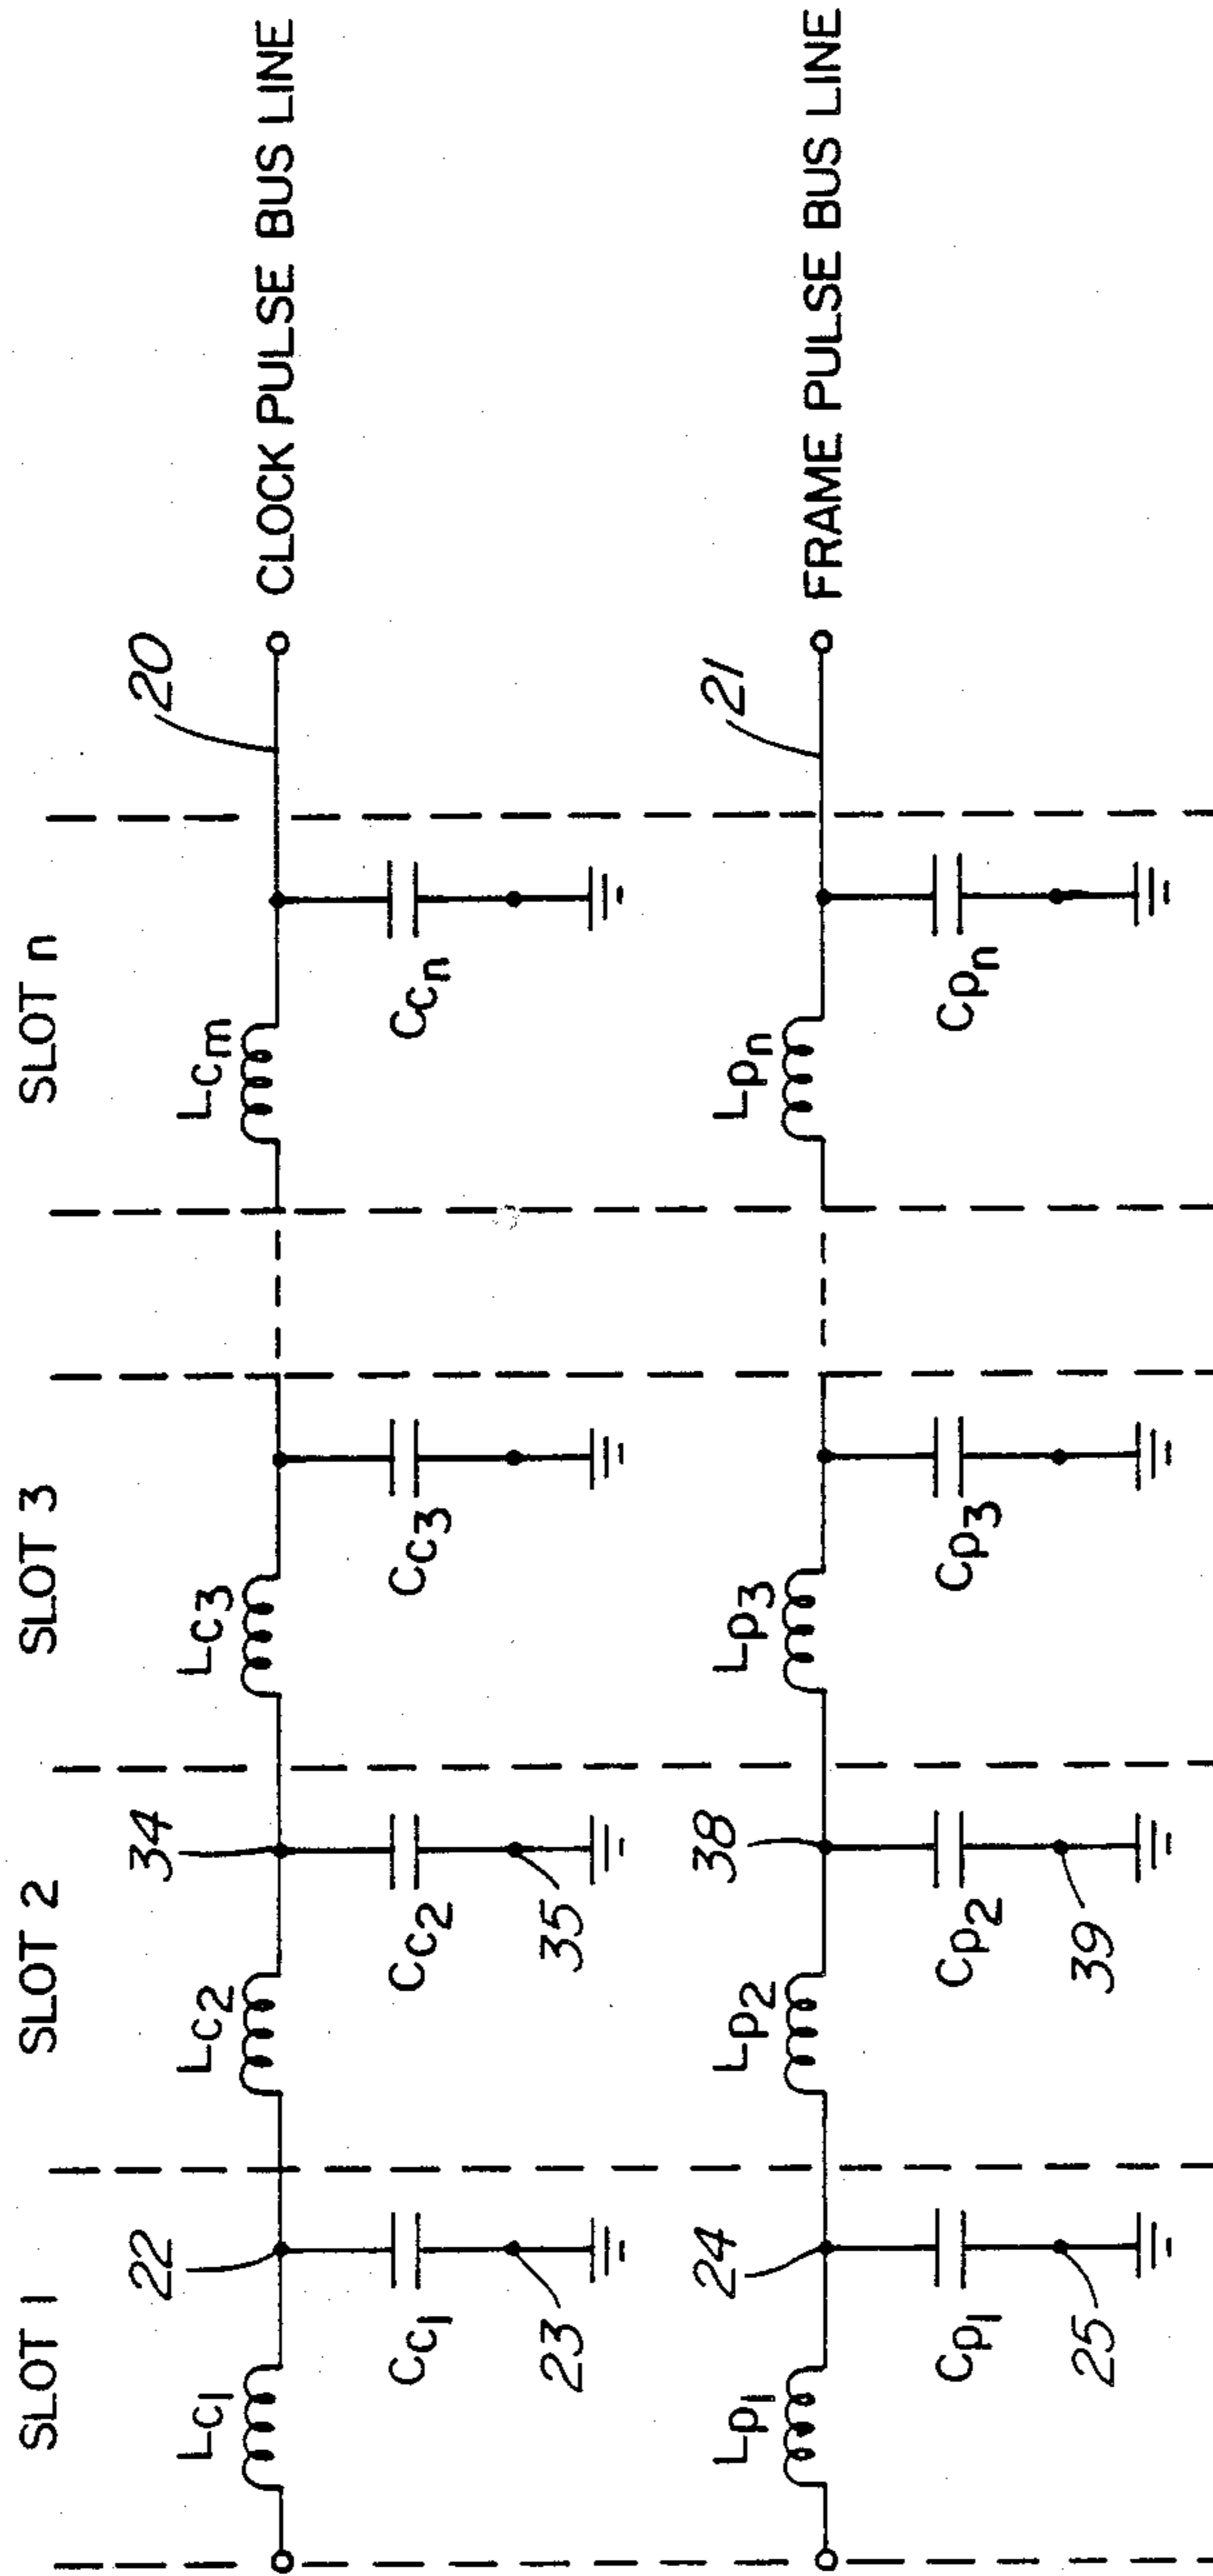 SLOT 1
SLOT 2
SLOT 3
SLOT n
LC1
LC2
LC3
LCm
22
34
20
CLOCK PULSE BUS LINE
CC1
CC2
CC3
CCn
23
35
LP1
LP2
LP3
LPn
24
38
21
FRAME PULSE BUS LINE
CP1
CP2
CP3
CPn
25
39